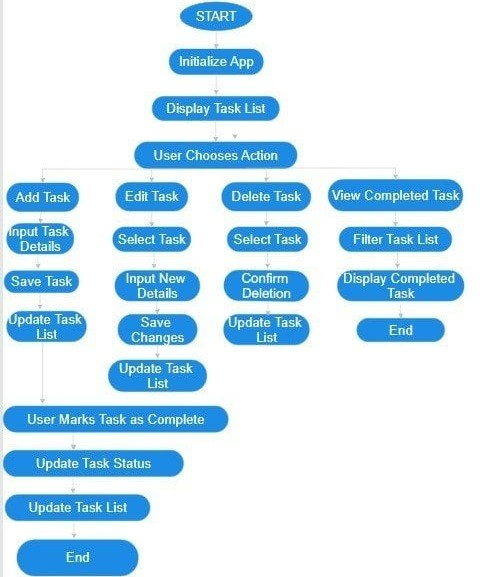 START
Initialize App
Display Task List
User Chooses Action
Add Task
Edit Task
Delete Task
View Completed Task
Input Task
Details
Select Task
Select Task
Filter Task List
Save Task
Input New
Details
Confirm
Deletion
Display Completed
Task
Update Task
List
Save
Changes
Update Task
List
End
Update Task
List
User Marks Task as Complete
Update Task Status
Update Task List
End